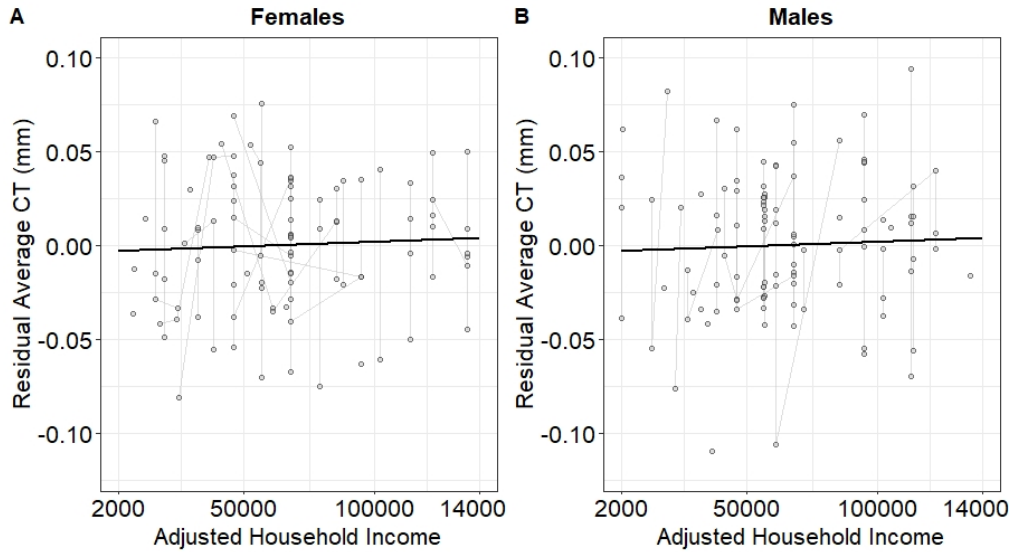 A Females
B Males
0.10
0.05
0.00
-0.05
-0.10
Residual Average CT (mm)
2000 50000 100000 14000
Adjusted Household Income
0.10
0.05
0.00
-0.05
-0.10
Residual Average CT (mm)
2000 50000 100000 14000
Adjusted Household Income